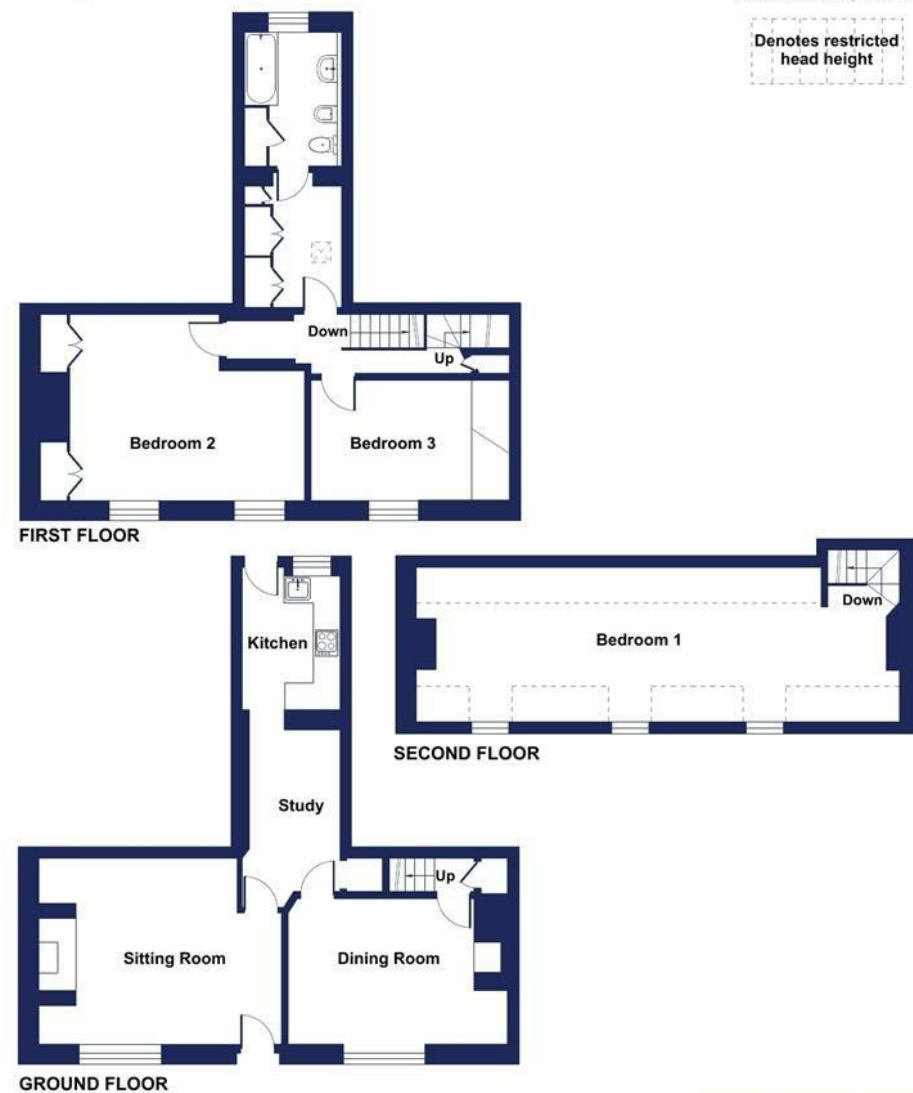 Denotes restricted
head height
Down
Up
Bedroom 2
Bedroom 3
FIRST FLOOR
Kitchen
Down
Bedroom 1
SECOND FLOOR
Study
Up
Sitting Room
Dining Room
GROUND FLOOR